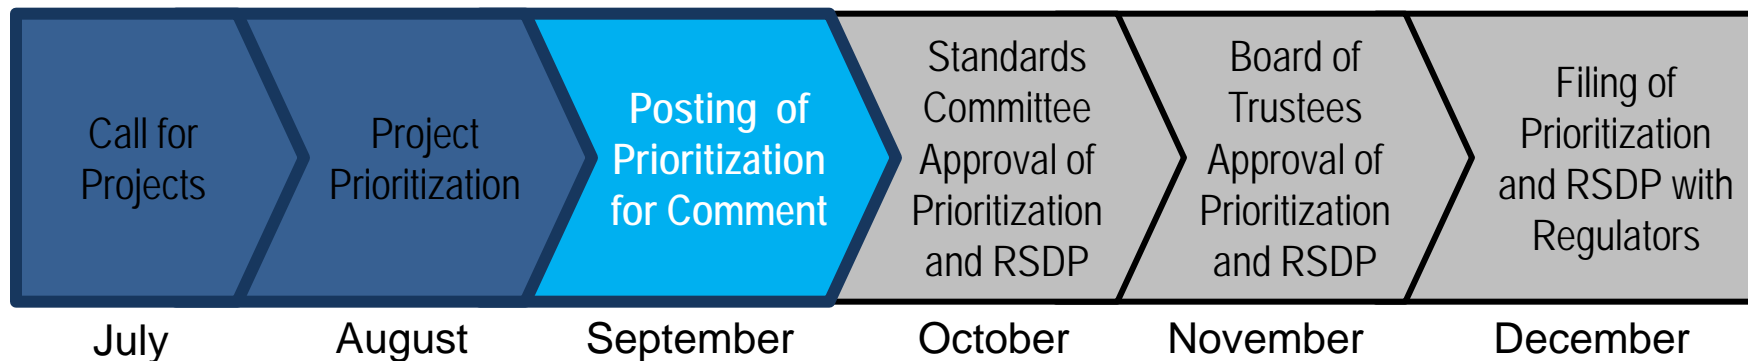 Call for
Projects
Project
Prioritization
Posting of
Prioritization
for Comment
Standards
Committee
Approval of
Prioritization
and RSDP
Board of
Trustees
Approval of
Prioritization
and RSDP
Filing of
Prioritization
and RSDP with
Regulators
July
August
September
October
November
December